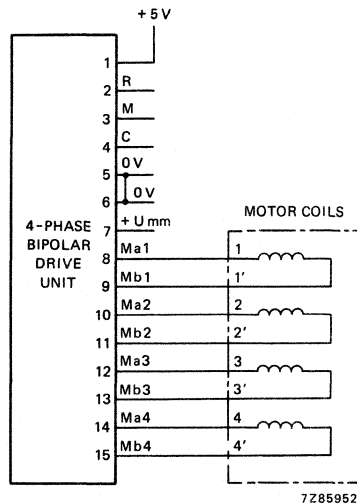 +5V
1
2 R
3 M
4 C
5 0V
6 0V
7 +Umm
4-PHASE
BIPOLAR
DRIVE
UNIT
MOTOR COILS
8 Ma1 1
9 Mb1 1'
10 Ma2 2
11 Mb2 2'
12 Ma3 3
13 Mb3 3'
14 Ma4 4
15 Mb4 4'
7Z85952